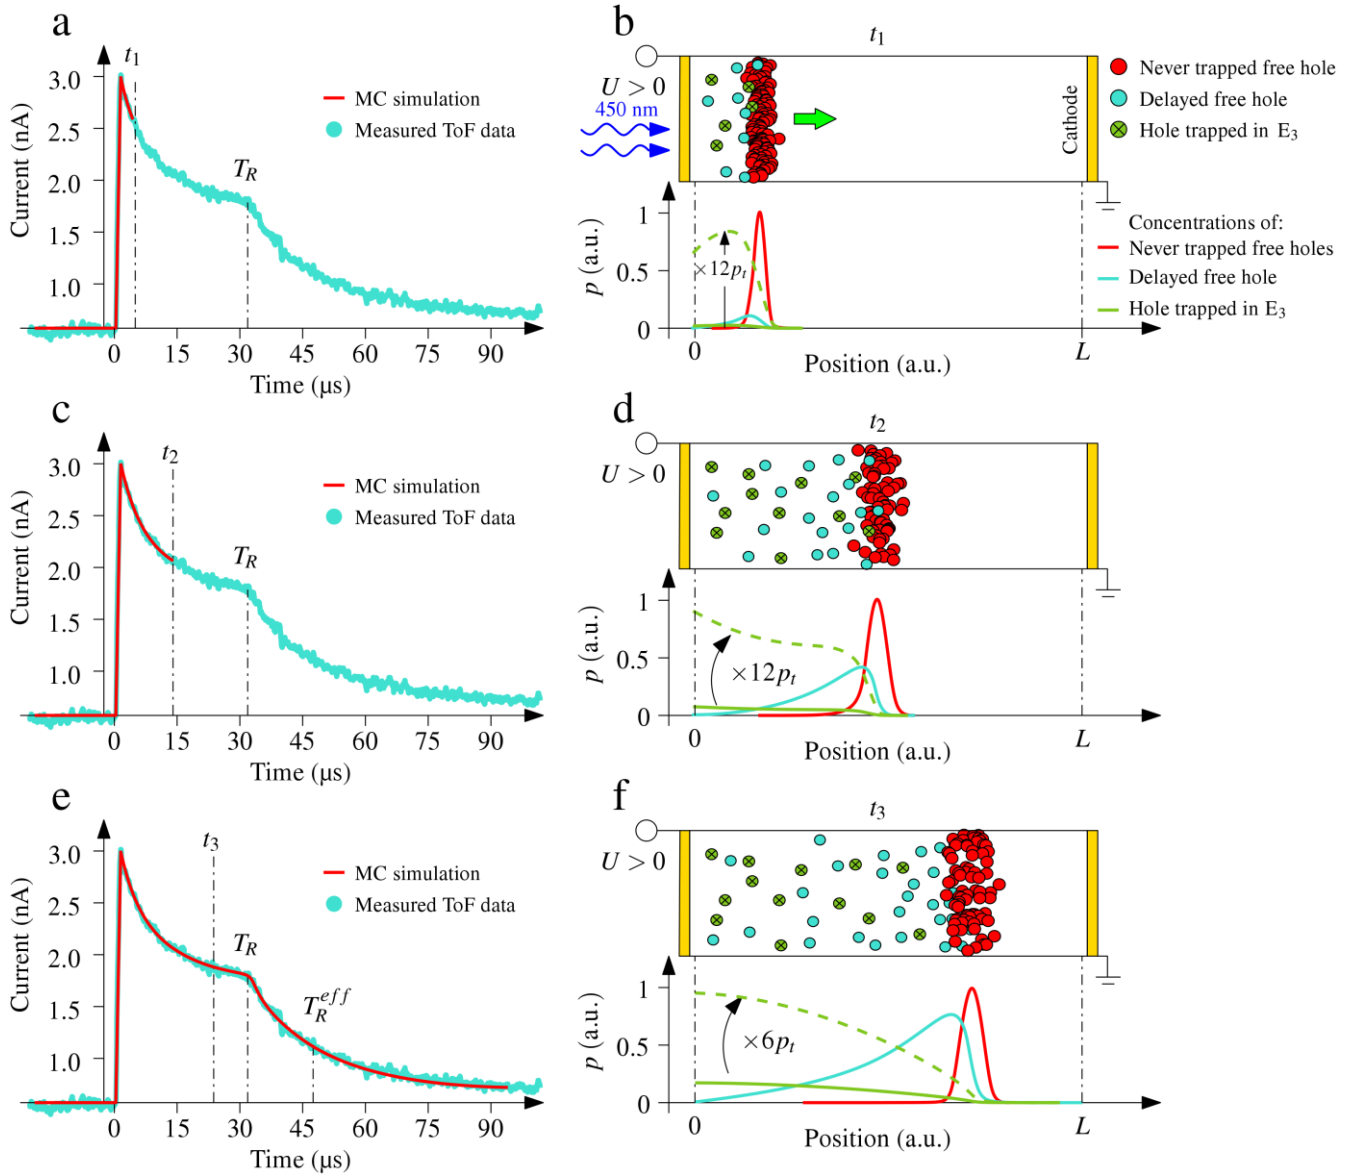 a
t1
3.0
2.5
2.0
1.5
1.0
Current (nA)
MC simulation
Measured ToF data
TR
0 15 30 45 60 75 90
Time (µs)
b
t1
U > 0
450 nm
Cathode
Never trapped free hole
Delayed free hole
Hole trapped in E3
Concentrations of:
Never trapped free holes
Delayed free hole
Hole trapped in E3
p (a.u.)
1
0.5
0
×12pt
0 L
Position (a.u.)
c
t2
3.0
2.5
2.0
1.5
1.0
Current (nA)
MC simulation
Measured ToF data
TR
0 15 30 45 60 75 90
Time (µs)
d
t2
U > 0
p (a.u.)
1
0.5
0
×12pt
0 L
Position (a.u.)
e
t3
3.0
2.5
2.0
1.5
1.0
Current (nA)
MC simulation
Measured ToF data
TR
TR^eff
0 15 30 45 60 75 90
Time (µs)
f
t3
U > 0
p (a.u.)
1
0.5
0
×6pt
0 L
Position (a.u.)